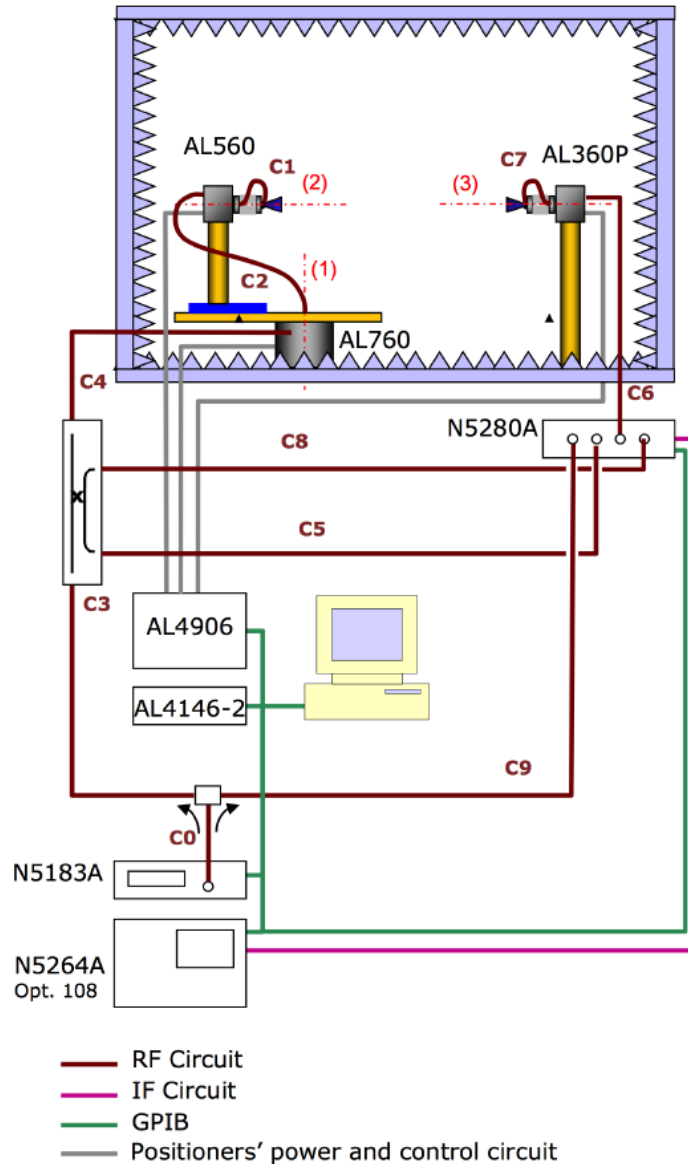 AL560
C1
(2)
C7
(3)
AL360P
C2
(1)
AL760
C4
C6
N5280A
C8
x
C5
C3
AL4906
AL4146-2
C9
C0
N5183A
N5264A
Opt. 108
RF Circuit
IF Circuit
GPIB
Positioners' power and control circuit